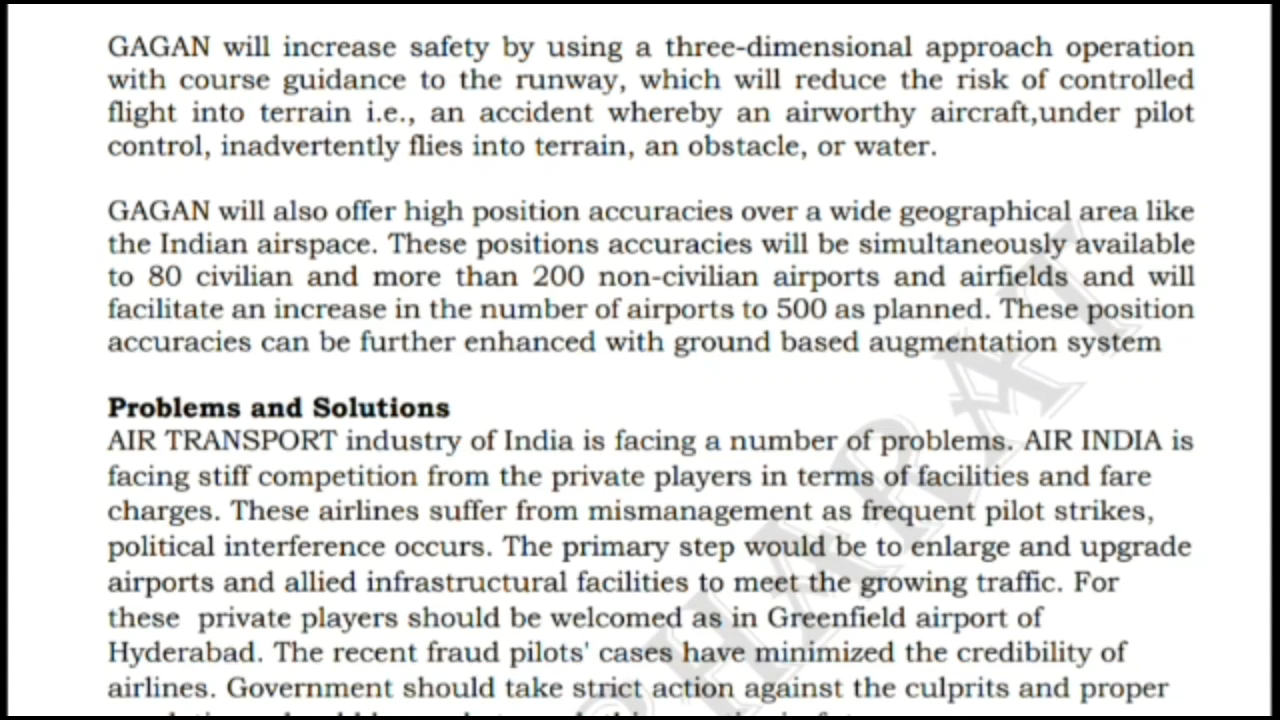 GAGAN will increase safety by using a three-dimensional approach operation
with course guidance to the runway, which will reduce the risk of controlled
flight into terrain i.e., an accident whereby an airworthy aircraft,under pilot
control, inadvertently flies into terrain, an obstacle, or water.
GAGAN will also offer high position accuracies over a wide geographical area like
the Indian airspace. These positions accuracies will be simultaneously available
to 80 civilian and more than 200 non-civilian airports and airfields and will
facilitate an increase in the number of airports to 500 as planned. These position
accuracies can be further enhanced with ground based augmentation system
Problems and Solutions
AIR TRANSPORT industry of India is facing a number of problems. AIR INDIA is
facing stiff competition from the private players in terms of facilities and fare
charges. These airlines suffer from mismanagement as frequent pilot strikes,
political interference occurs. The primary step would be to enlarge and upgrade
airports and allied infrastructural facilities to meet the growing traffic. For
these private players should be welcomed as in Greenfield airport of
Hyderabad. The recent fraud pilots' cases have minimized the credibility of
airlines. Government should take strict action against the culprits and proper